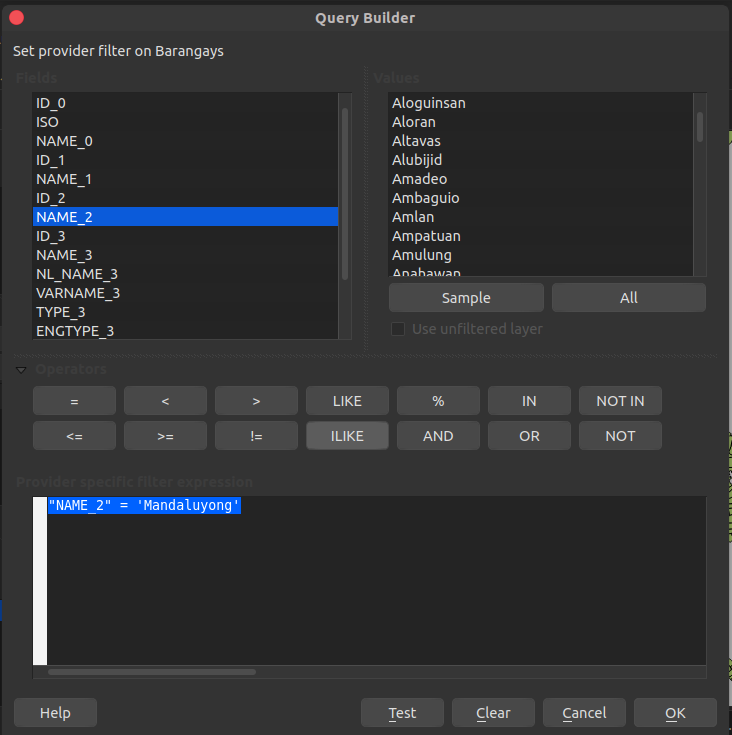 Query Builder
Set provider filter on Barangays
Fields
ID_0
ISO
NAME_0
ID_1
NAME_1
ID_2
NAME_2
ID_3
NAME_3
NL_NAME_3
VARNAME_3
TYPE_3
ENGTYPE_3
Values
Aloguinsan
Aloran
Altavas
Alubijid
Amadeo
Ambaguio
Amlan
Ampatuan
Amulung
Anahawan
Sample All
Use unfiltered layer
Operators
= < > LIKE % IN NOT IN
<= >= != ILIKE AND OR NOT
Provider specific filter expression
"NAME_2" = 'Mandaluyong'
Help Test Clear Cancel OK